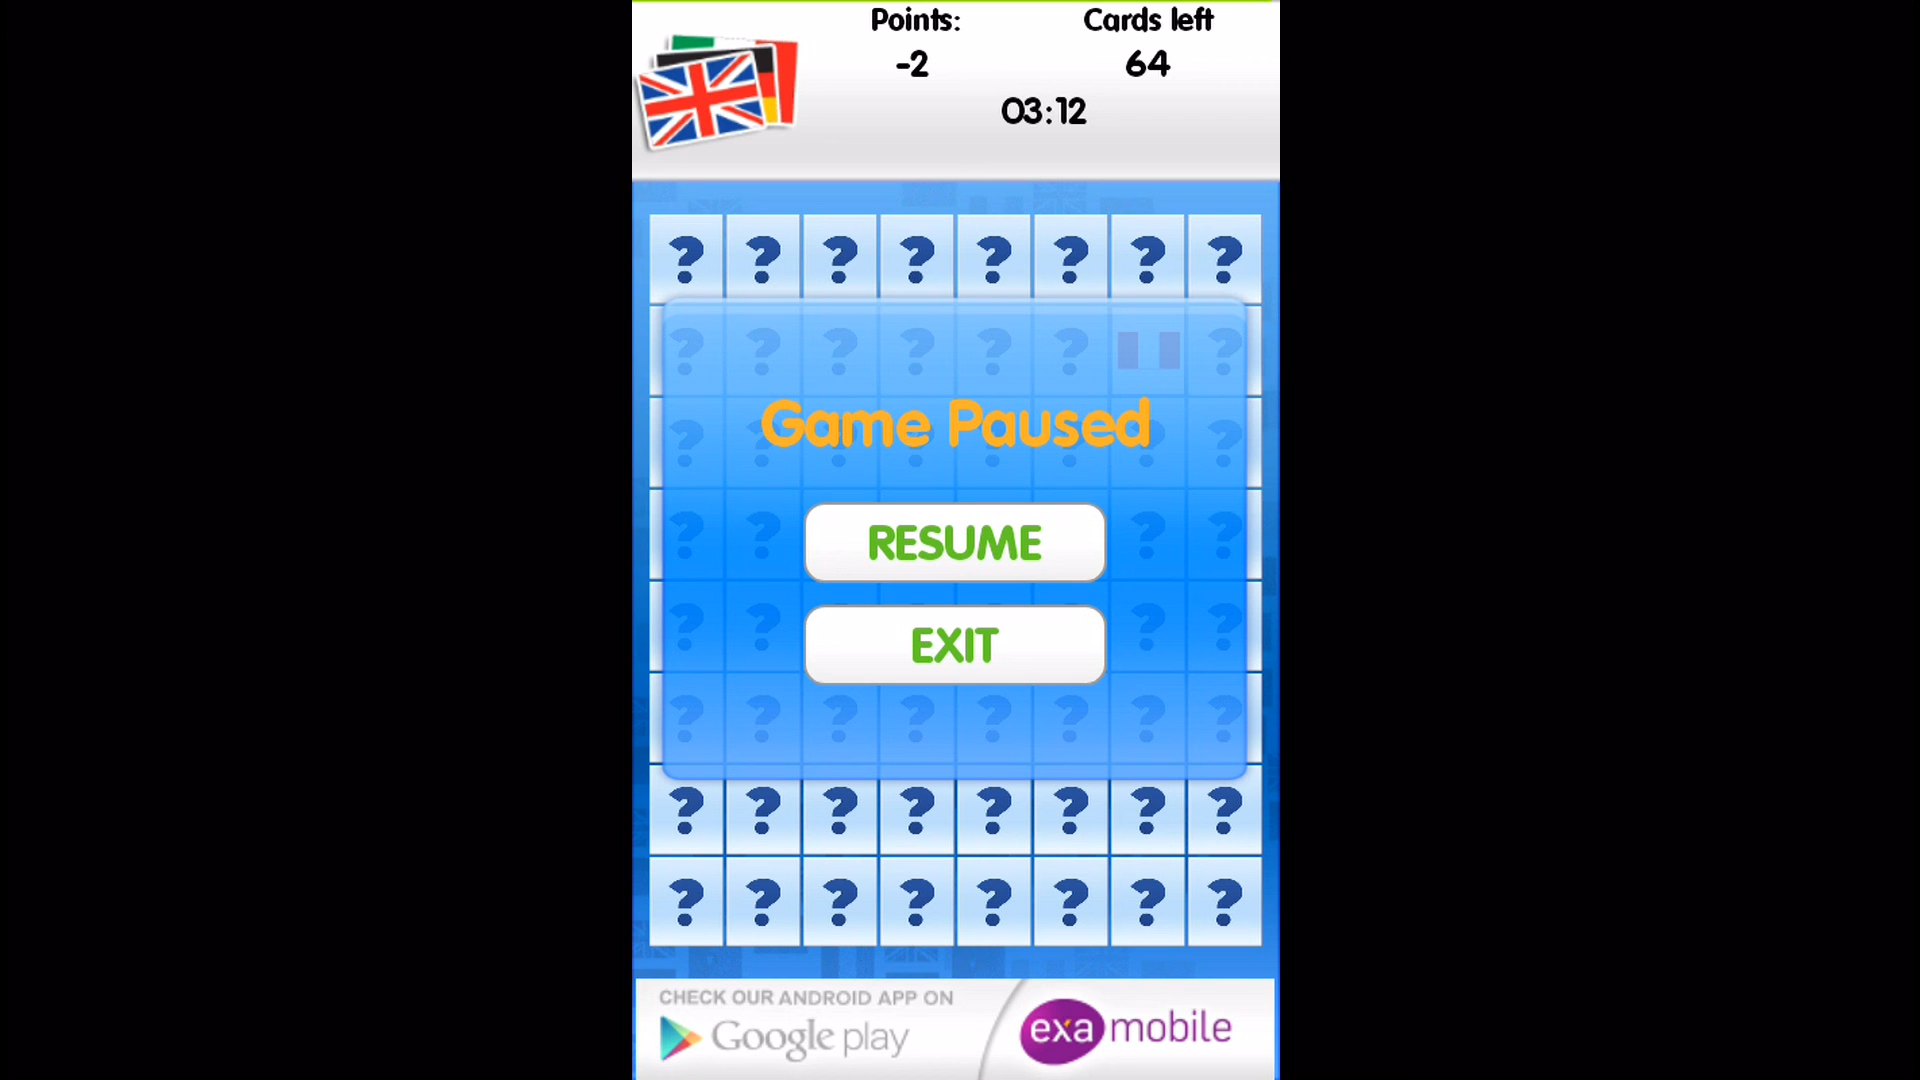 Points:
Cards left
-2
64
03:12
? ? ? ? ? ? ? ?
? ? ? ? ? ? ?
Game Paused
RESUME
EXIT
? ? ? ? ? ? ? ?
? ? ? ? ? ? ? ?
? ? ? ? ? ? ? ?
CHECK OUR ANDROID APP ON
Google play
exa mobile